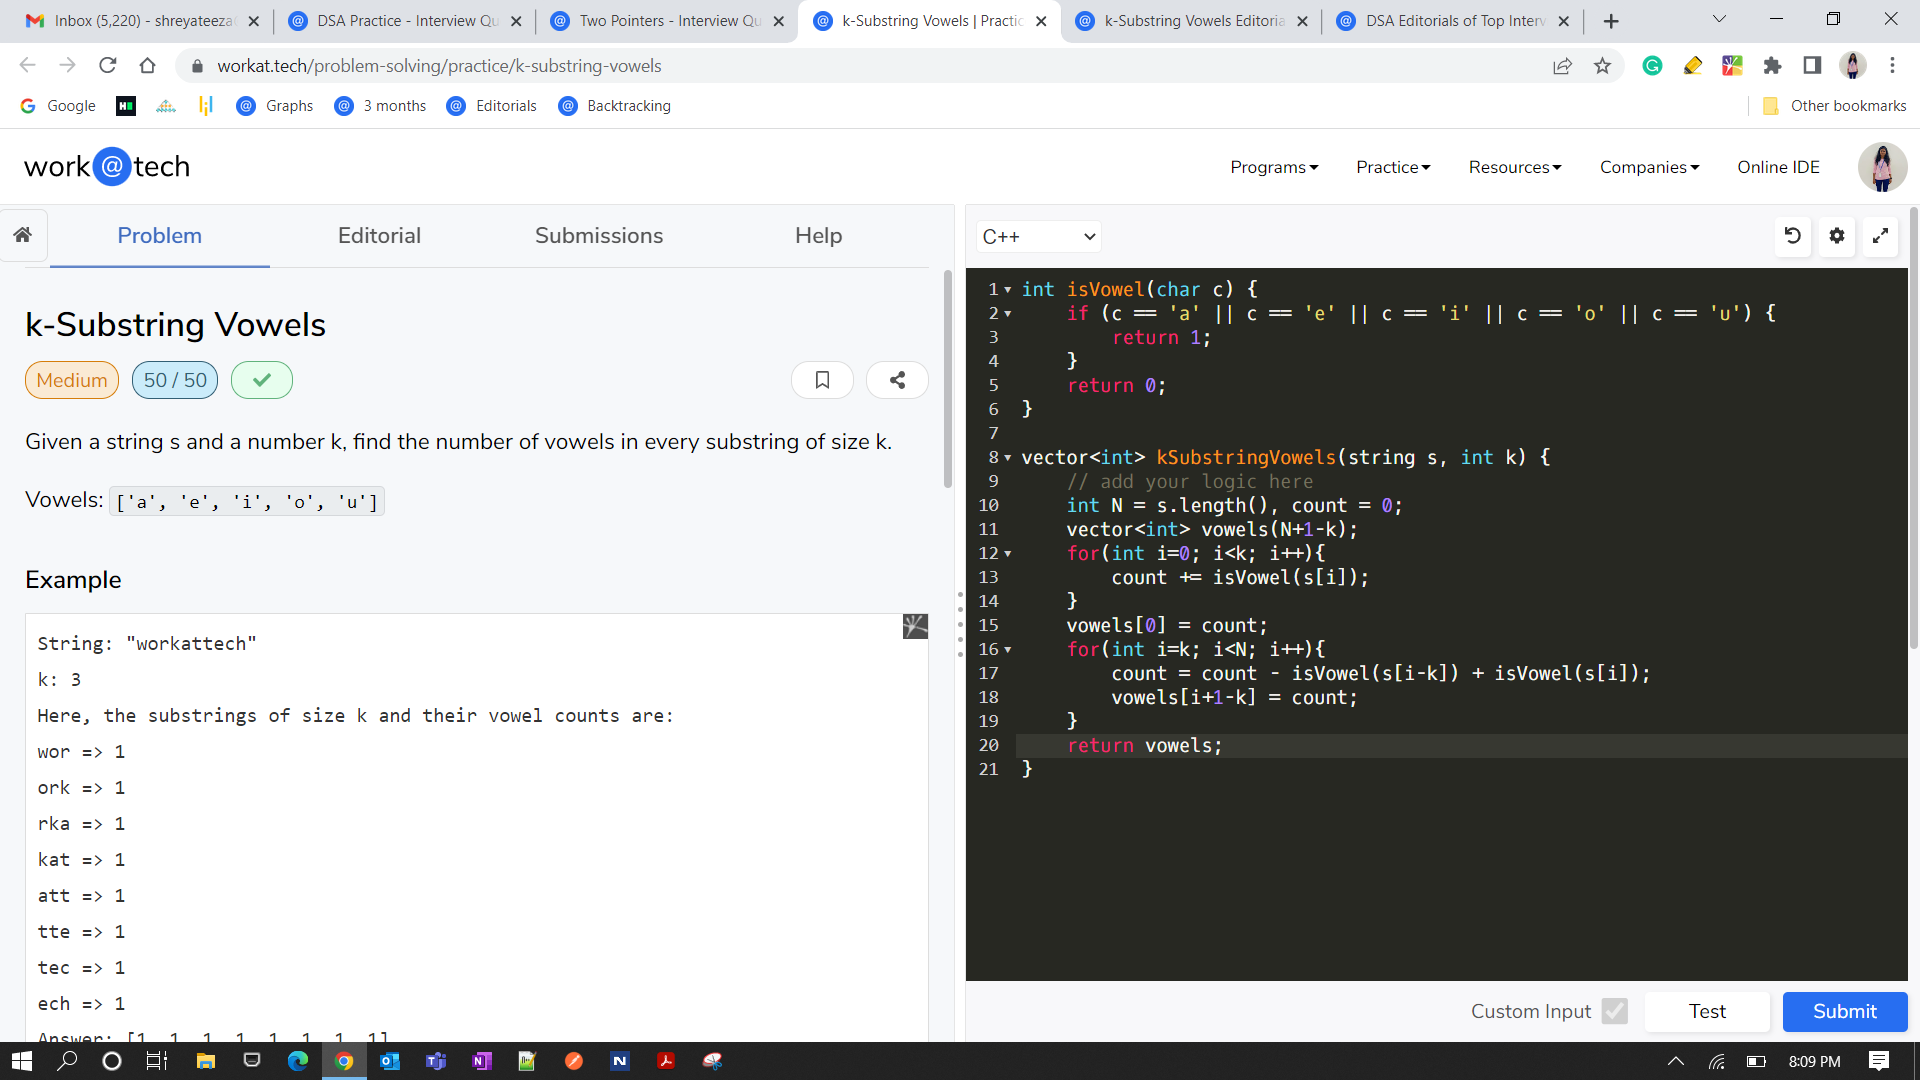 Inbox (5,220) - shreyateeza
DSA Practice - Interview Qu
Two Pointers - Interview Qu
k-Substring Vowels | Practic
k-Substring Vowels Editoria
DSA Editorials of Top Interv
workat.tech/problem-solving/practice/k-substring-vowels
Google
Graphs
3 months
Editorials
Backtracking
Other bookmarks
work@tech
Programs
Practice
Resources
Companies
Online IDE
Problem
Editorial
Submissions
Help
C++
k-Substring Vowels
Medium
50 / 50
Given a string s and a number k, find the number of vowels in every substring of size k.
Vowels: ['a', 'e', 'i', 'o', 'u']
Example
String: "workattech"
k: 3
Here, the substrings of size k and their vowel counts are:
wor => 1
ork => 1
rka => 1
kat => 1
att => 1
tte => 1
tec => 1
ech => 1
Answer: [1, 1, 1, 1, 1, 1, 1, 1]
1 int isVowel(char c) {
2     if (c == 'a' || c == 'e' || c == 'i' || c == 'o' || c == 'u') {
3         return 1;
4     }
5     return 0;
6 }
7
8 vector<int> kSubstringVowels(string s, int k) {
9     // add your logic here
10     int N = s.length(), count = 0;
11     vector<int> vowels(N+1-k);
12     for(int i=0; i<k; i++){
13         count += isVowel(s[i]);
14     }
15     vowels[0] = count;
16     for(int i=k; i<N; i++){
17         count = count - isVowel(s[i-k]) + isVowel(s[i]);
18         vowels[i+1-k] = count;
19     }
20     return vowels;
21 }
Custom Input
Test
Submit
8:09 PM